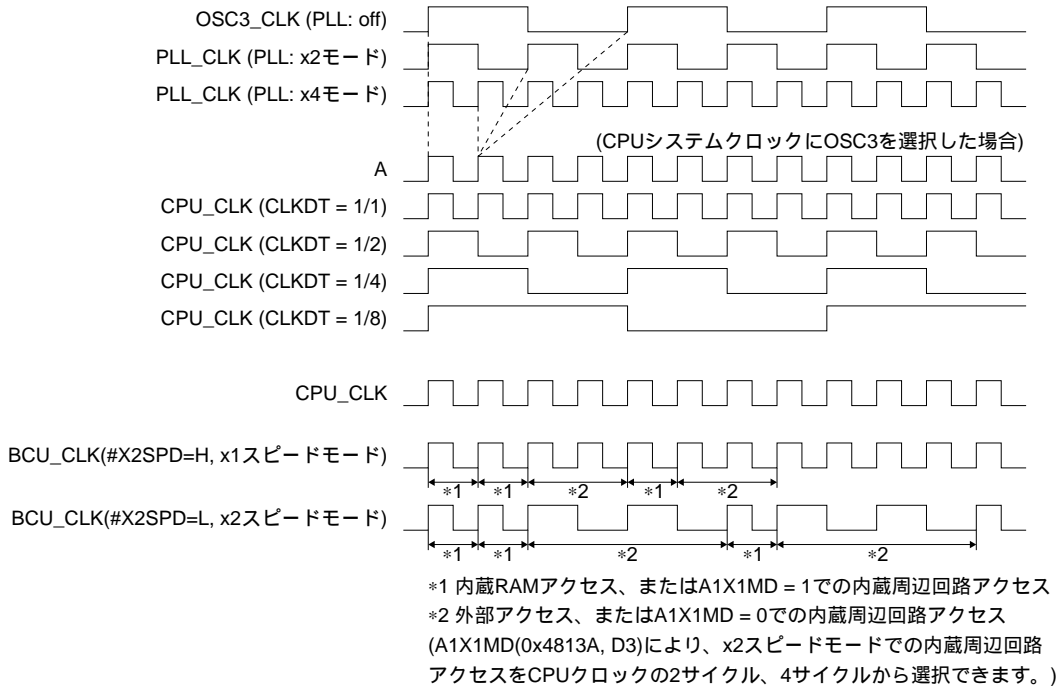 OSC3_CLK (PLL: off)
PLL_CLK (PLL: x2モード)
PLL_CLK (PLL: x4モード)
(CPUシステムクロックにOSC3を選択した場合)
A
CPU_CLK (CLKDT = 1/1)
CPU_CLK (CLKDT = 1/2)
CPU_CLK (CLKDT = 1/4)
CPU_CLK (CLKDT = 1/8)
CPU_CLK
BCU_CLK(#X2SPD=H, x1スピードモード)
*1 *1 *2 *1 *2
BCU_CLK(#X2SPD=L, x2スピードモード)
*1 *1 *2 *1 *2
*1 内蔵RAMアクセス、またはA1X1MD = 1での内蔵周辺回路アクセス
*2 外部アクセス、またはA1X1MD = 0での内蔵周辺回路アクセス
(A1X1MD(0x4813A, D3)により、x2スピードモードでの内蔵周辺回路
アクセスをCPUクロックの2サイクル、4サイクルから選択できます。)